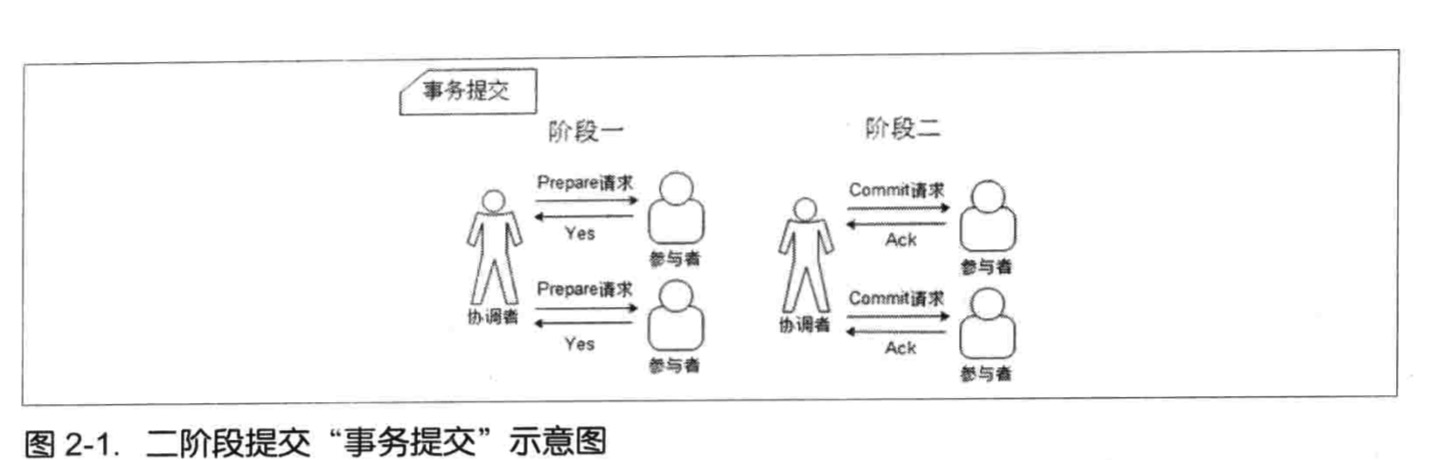 事务提交
阶段一
阶段二
Prepare请求
Yes
参与者
Prepare请求
Yes
参与者
协调者
Commit请求
Ack
参与者
Commit请求
Ack
参与者
协调者
图 2-1. 二阶段提交“事务提交”示意图